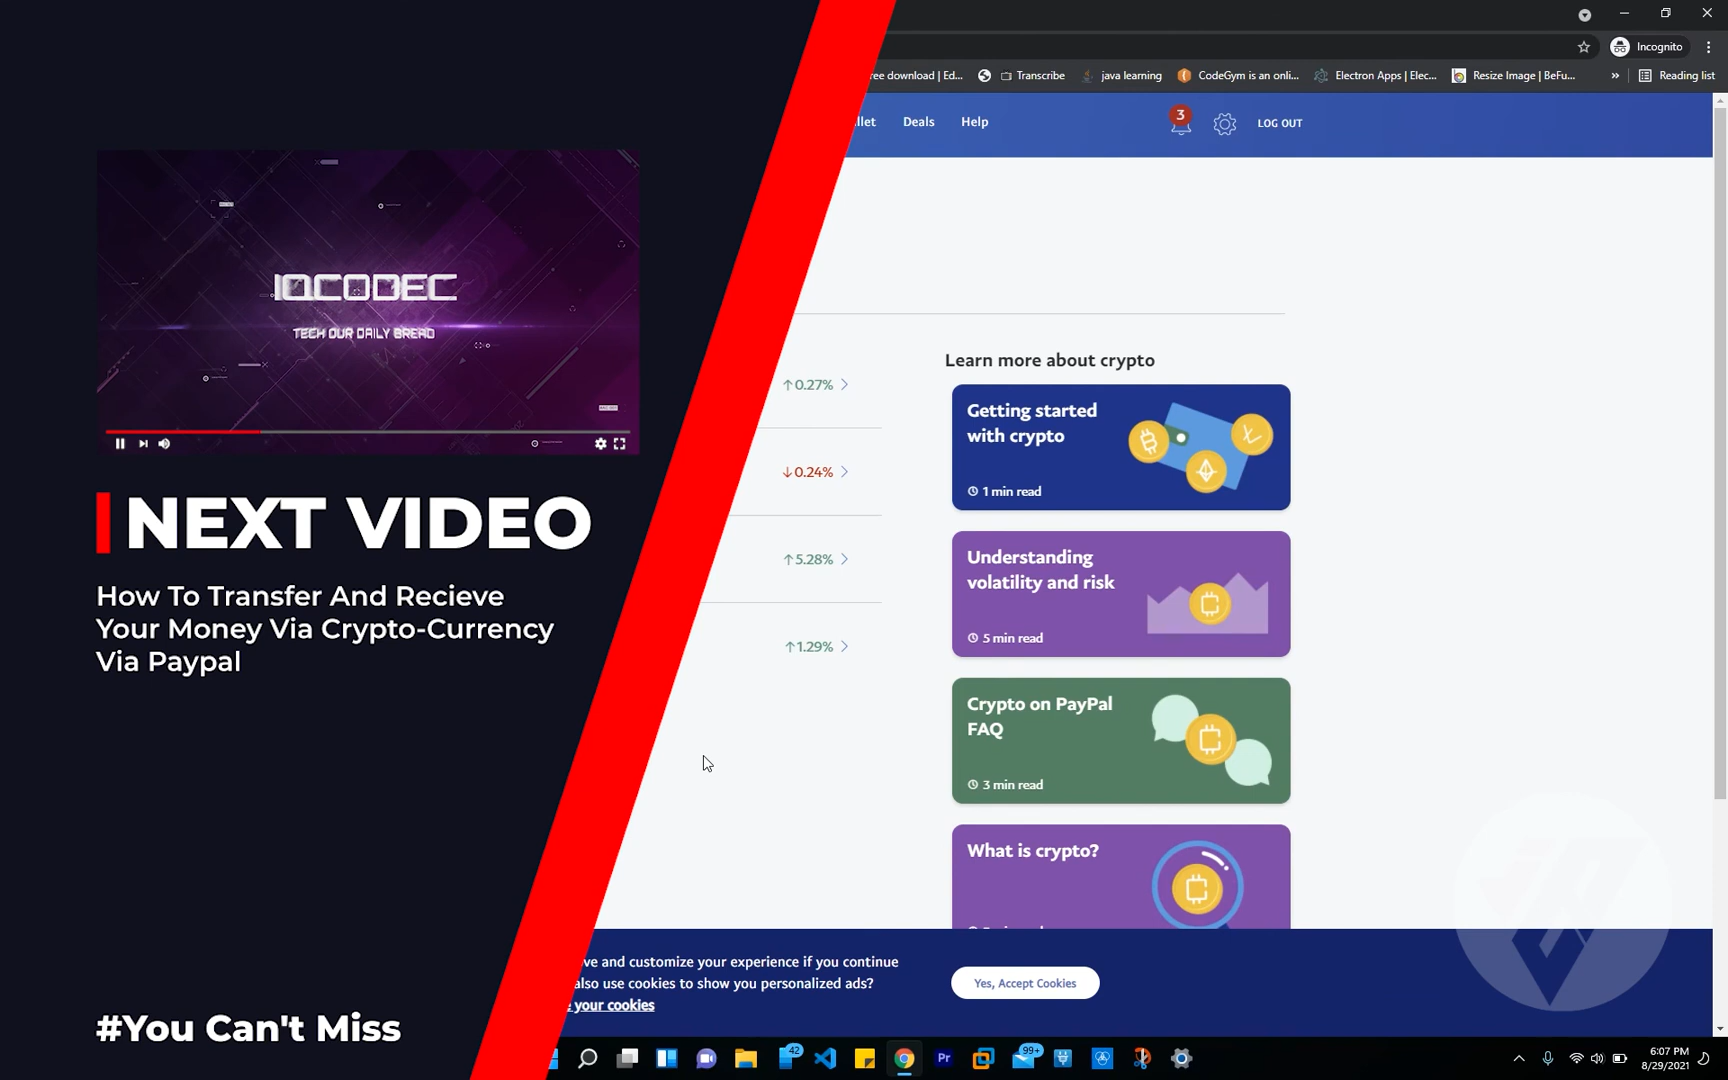 IQCODEC
TECH OUR DAILY BREAD
NEXT VIDEO
How To Transfer And Recieve
Your Money Via Crypto-Currency
Via Paypal
#You Can't Miss
Incognito
ree download | Ed...
Transcribe
java learning
CodeGym is an onli...
Electron Apps | Elec...
Resize Image | BeFu...
»
Reading list
llet
Deals
Help
3
LOG OUT
↑0.27%
↓0.24%
↑5.28%
↑1.29%
Learn more about crypto
Getting started
with crypto
1 min read
Understanding
volatility and risk
5 min read
Crypto on PayPal
FAQ
3 min read
What is crypto?
ve and customize your experience if you continue
also use cookies to show you personalized ads?
e your cookies
Yes, Accept Cookies
42
Pr
99+
6:07 PM
8/29/2021